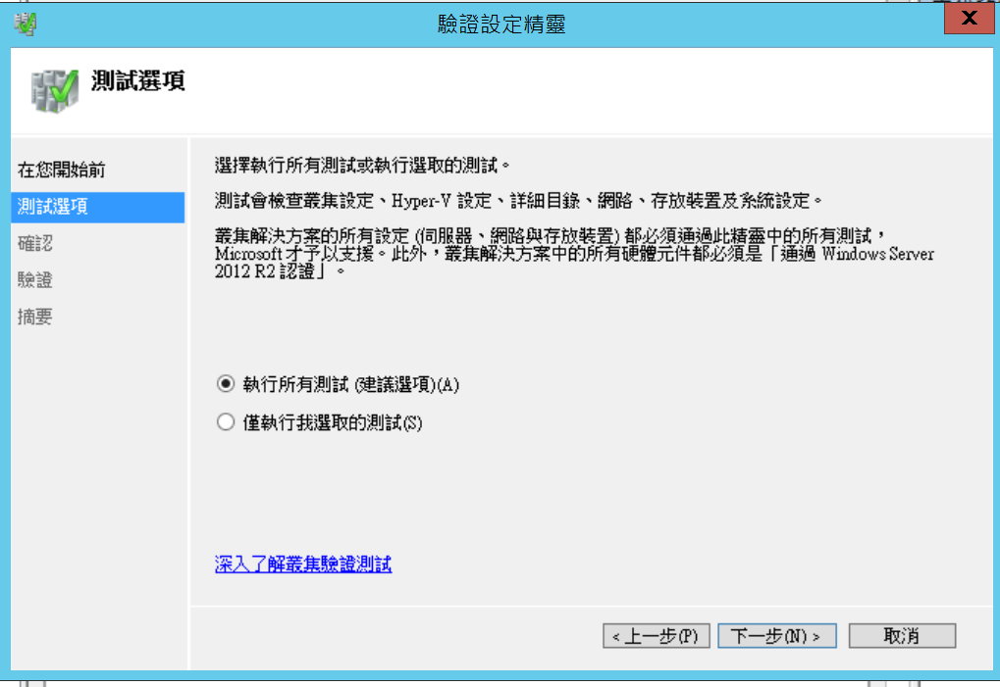 驗證設定精靈
測試選項
在您開始前
測試選項
確認
驗證
摘要
選擇執行所有測試或執行選取的測試。
測試會檢查叢集設定、Hyper-V 設定、詳細目錄、網路、存放裝置及系統設定。
叢集解決方案的所有設定 (伺服器、網路與存放裝置) 都必須通過此精靈中的所有測試，
Microsoft 才予以支援。此外，叢集解決方案中的所有硬體元件都必須是「通過 Windows Server
2012 R2 認證」。
執行所有測試 (建議選項)(A)
僅執行我選取的測試(S)
深入了解叢集驗證測試
< 上一步(P)
下一步(N) >
取消